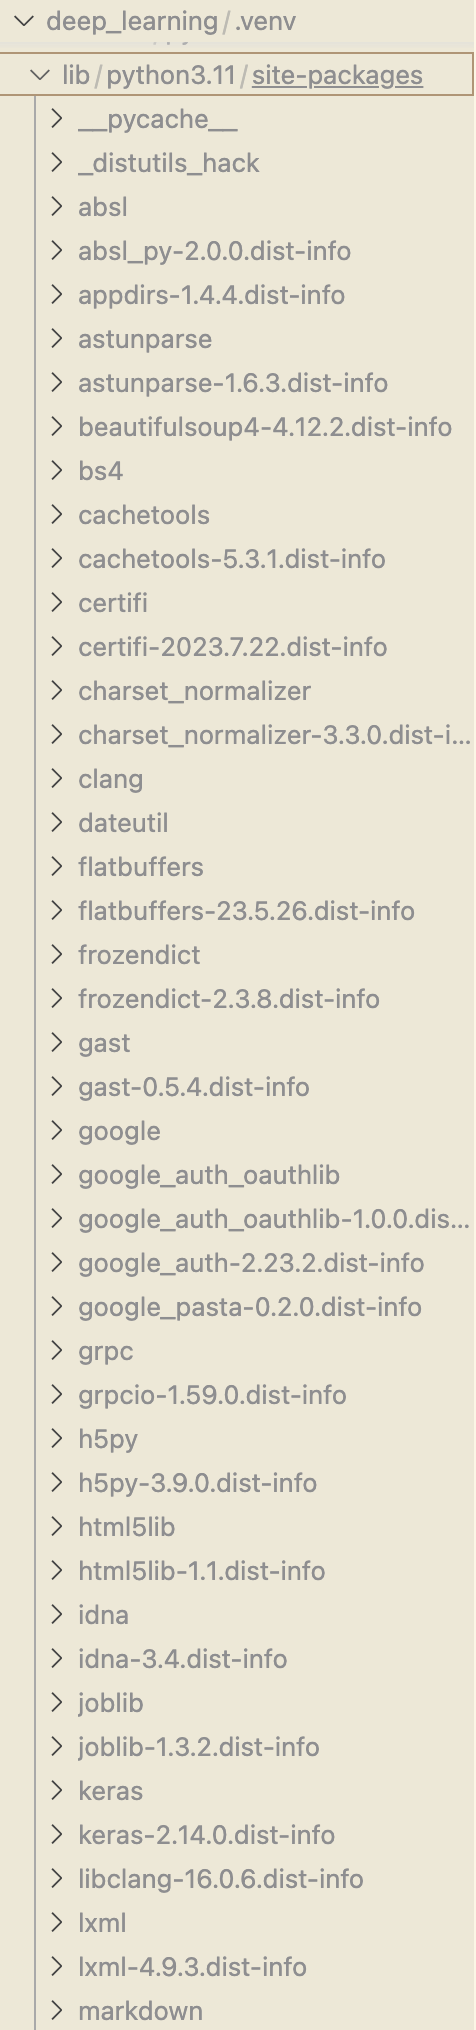 deep_learning / .venv
lib / python3.11 / site-packages
__pycache__
_distutils_hack
absl
absl_py-2.0.0.dist-info
appdirs-1.4.4.dist-info
astunparse
astunparse-1.6.3.dist-info
beautifulsoup4-4.12.2.dist-info
bs4
cachetools
cachetools-5.3.1.dist-info
certifi
certifi-2023.7.22.dist-info
charset_normalizer
charset_normalizer-3.3.0.dist-i...
clang
dateutil
flatbuffers
flatbuffers-23.5.26.dist-info
frozendict
frozendict-2.3.8.dist-info
gast
gast-0.5.4.dist-info
google
google_auth_oauthlib
google_auth_oauthlib-1.0.0.dis...
google_auth-2.23.2.dist-info
google_pasta-0.2.0.dist-info
grpc
grpcio-1.59.0.dist-info
h5py
h5py-3.9.0.dist-info
html5lib
html5lib-1.1.dist-info
idna
idna-3.4.dist-info
joblib
joblib-1.3.2.dist-info
keras
keras-2.14.0.dist-info
libclang-16.0.6.dist-info
lxml
lxml-4.9.3.dist-info
markdown